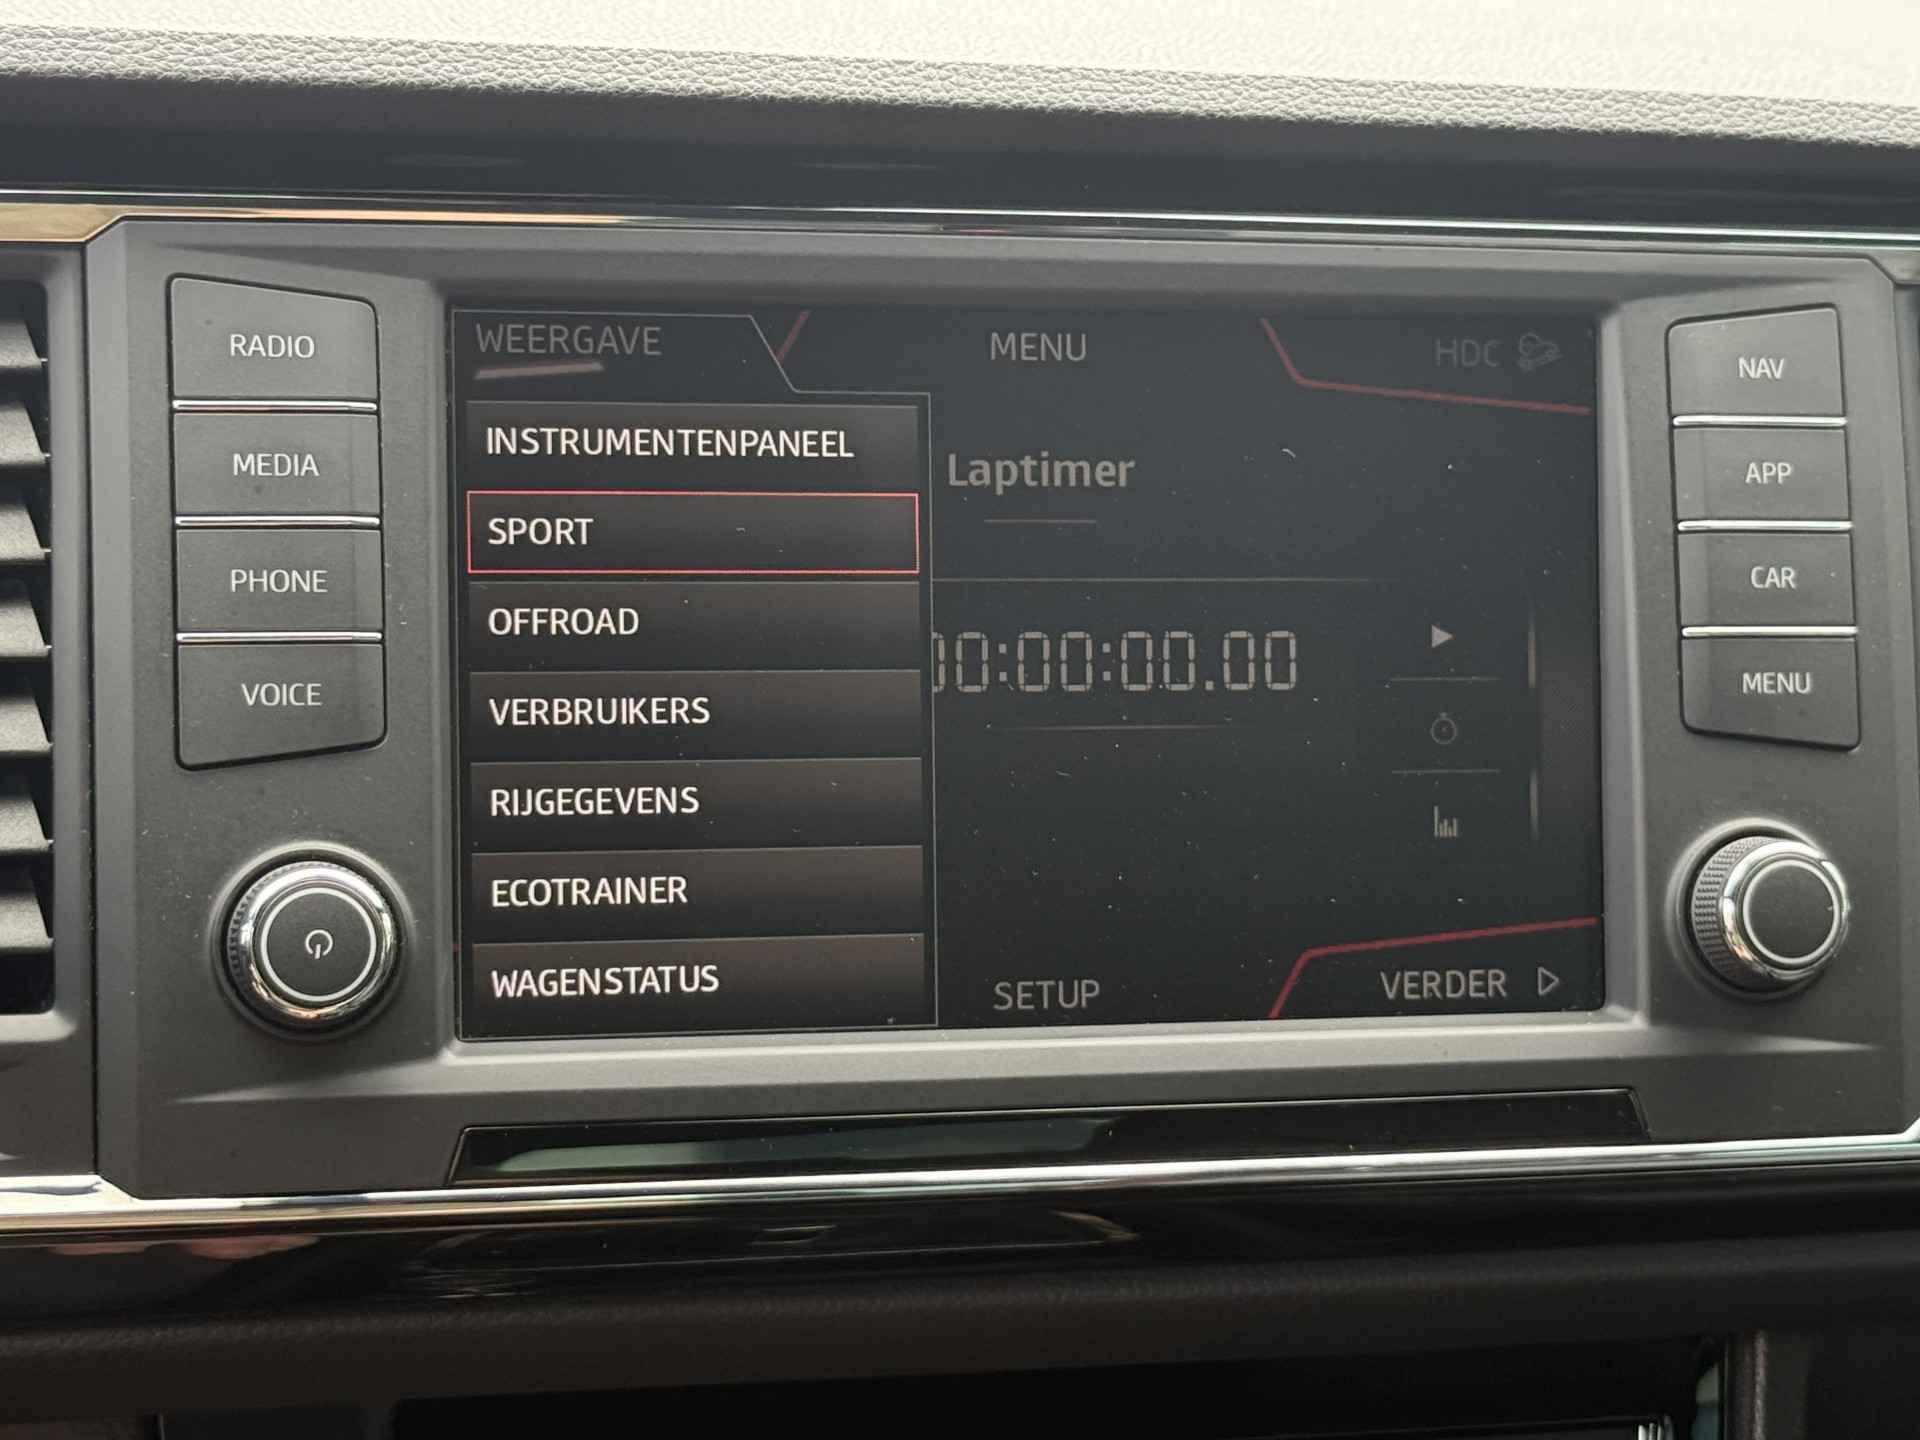 RADIO
MEDIA
PHONE
VOICE
WEERGAVE
MENU
HDC
INSTRUMENTENPANEEL
SPORT
OFFROAD
VERBRUIKERS
RIJGEGEVENS
ECOTRAINER
WAGENSTATUS
Laptimer
00:00:00.00
SETUP
VERDER
NAV
APP
CAR
MENU